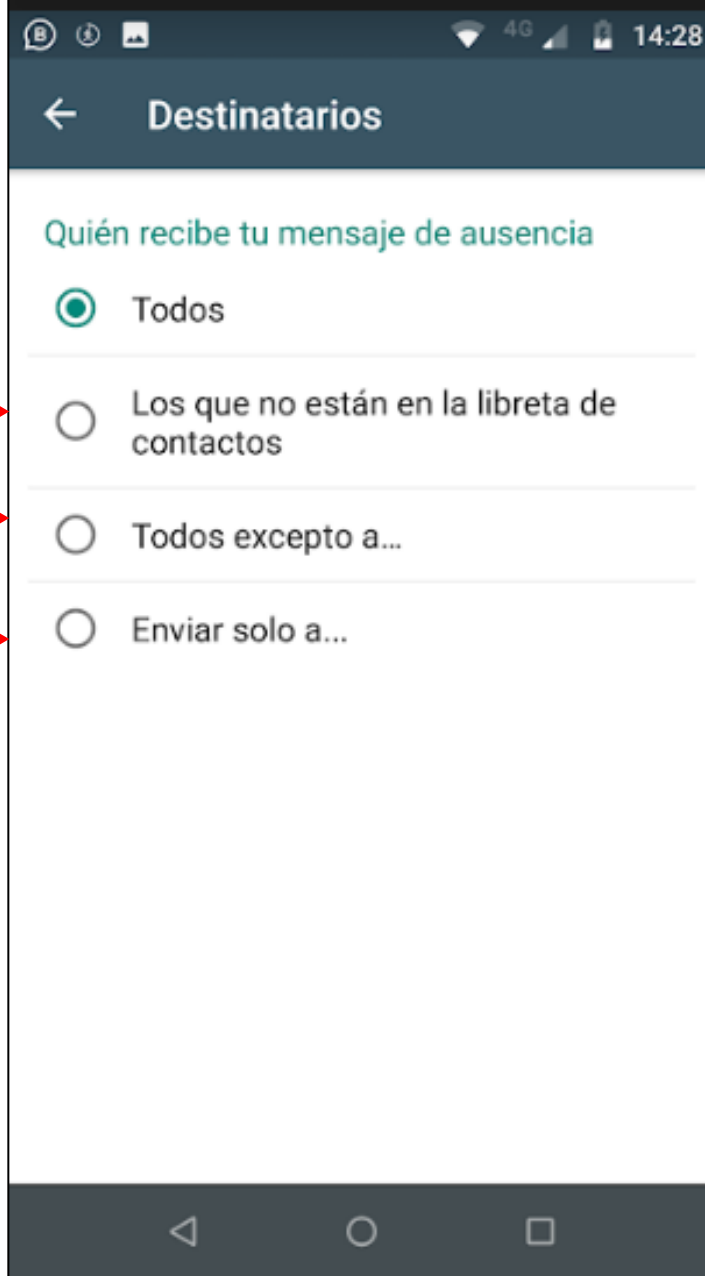 B 4G 14:28
Destinatarios
Quién recibe tu mensaje de ausencia
Todos
Los que no están en la libreta de
contactos
Todos excepto a...
Enviar solo a...